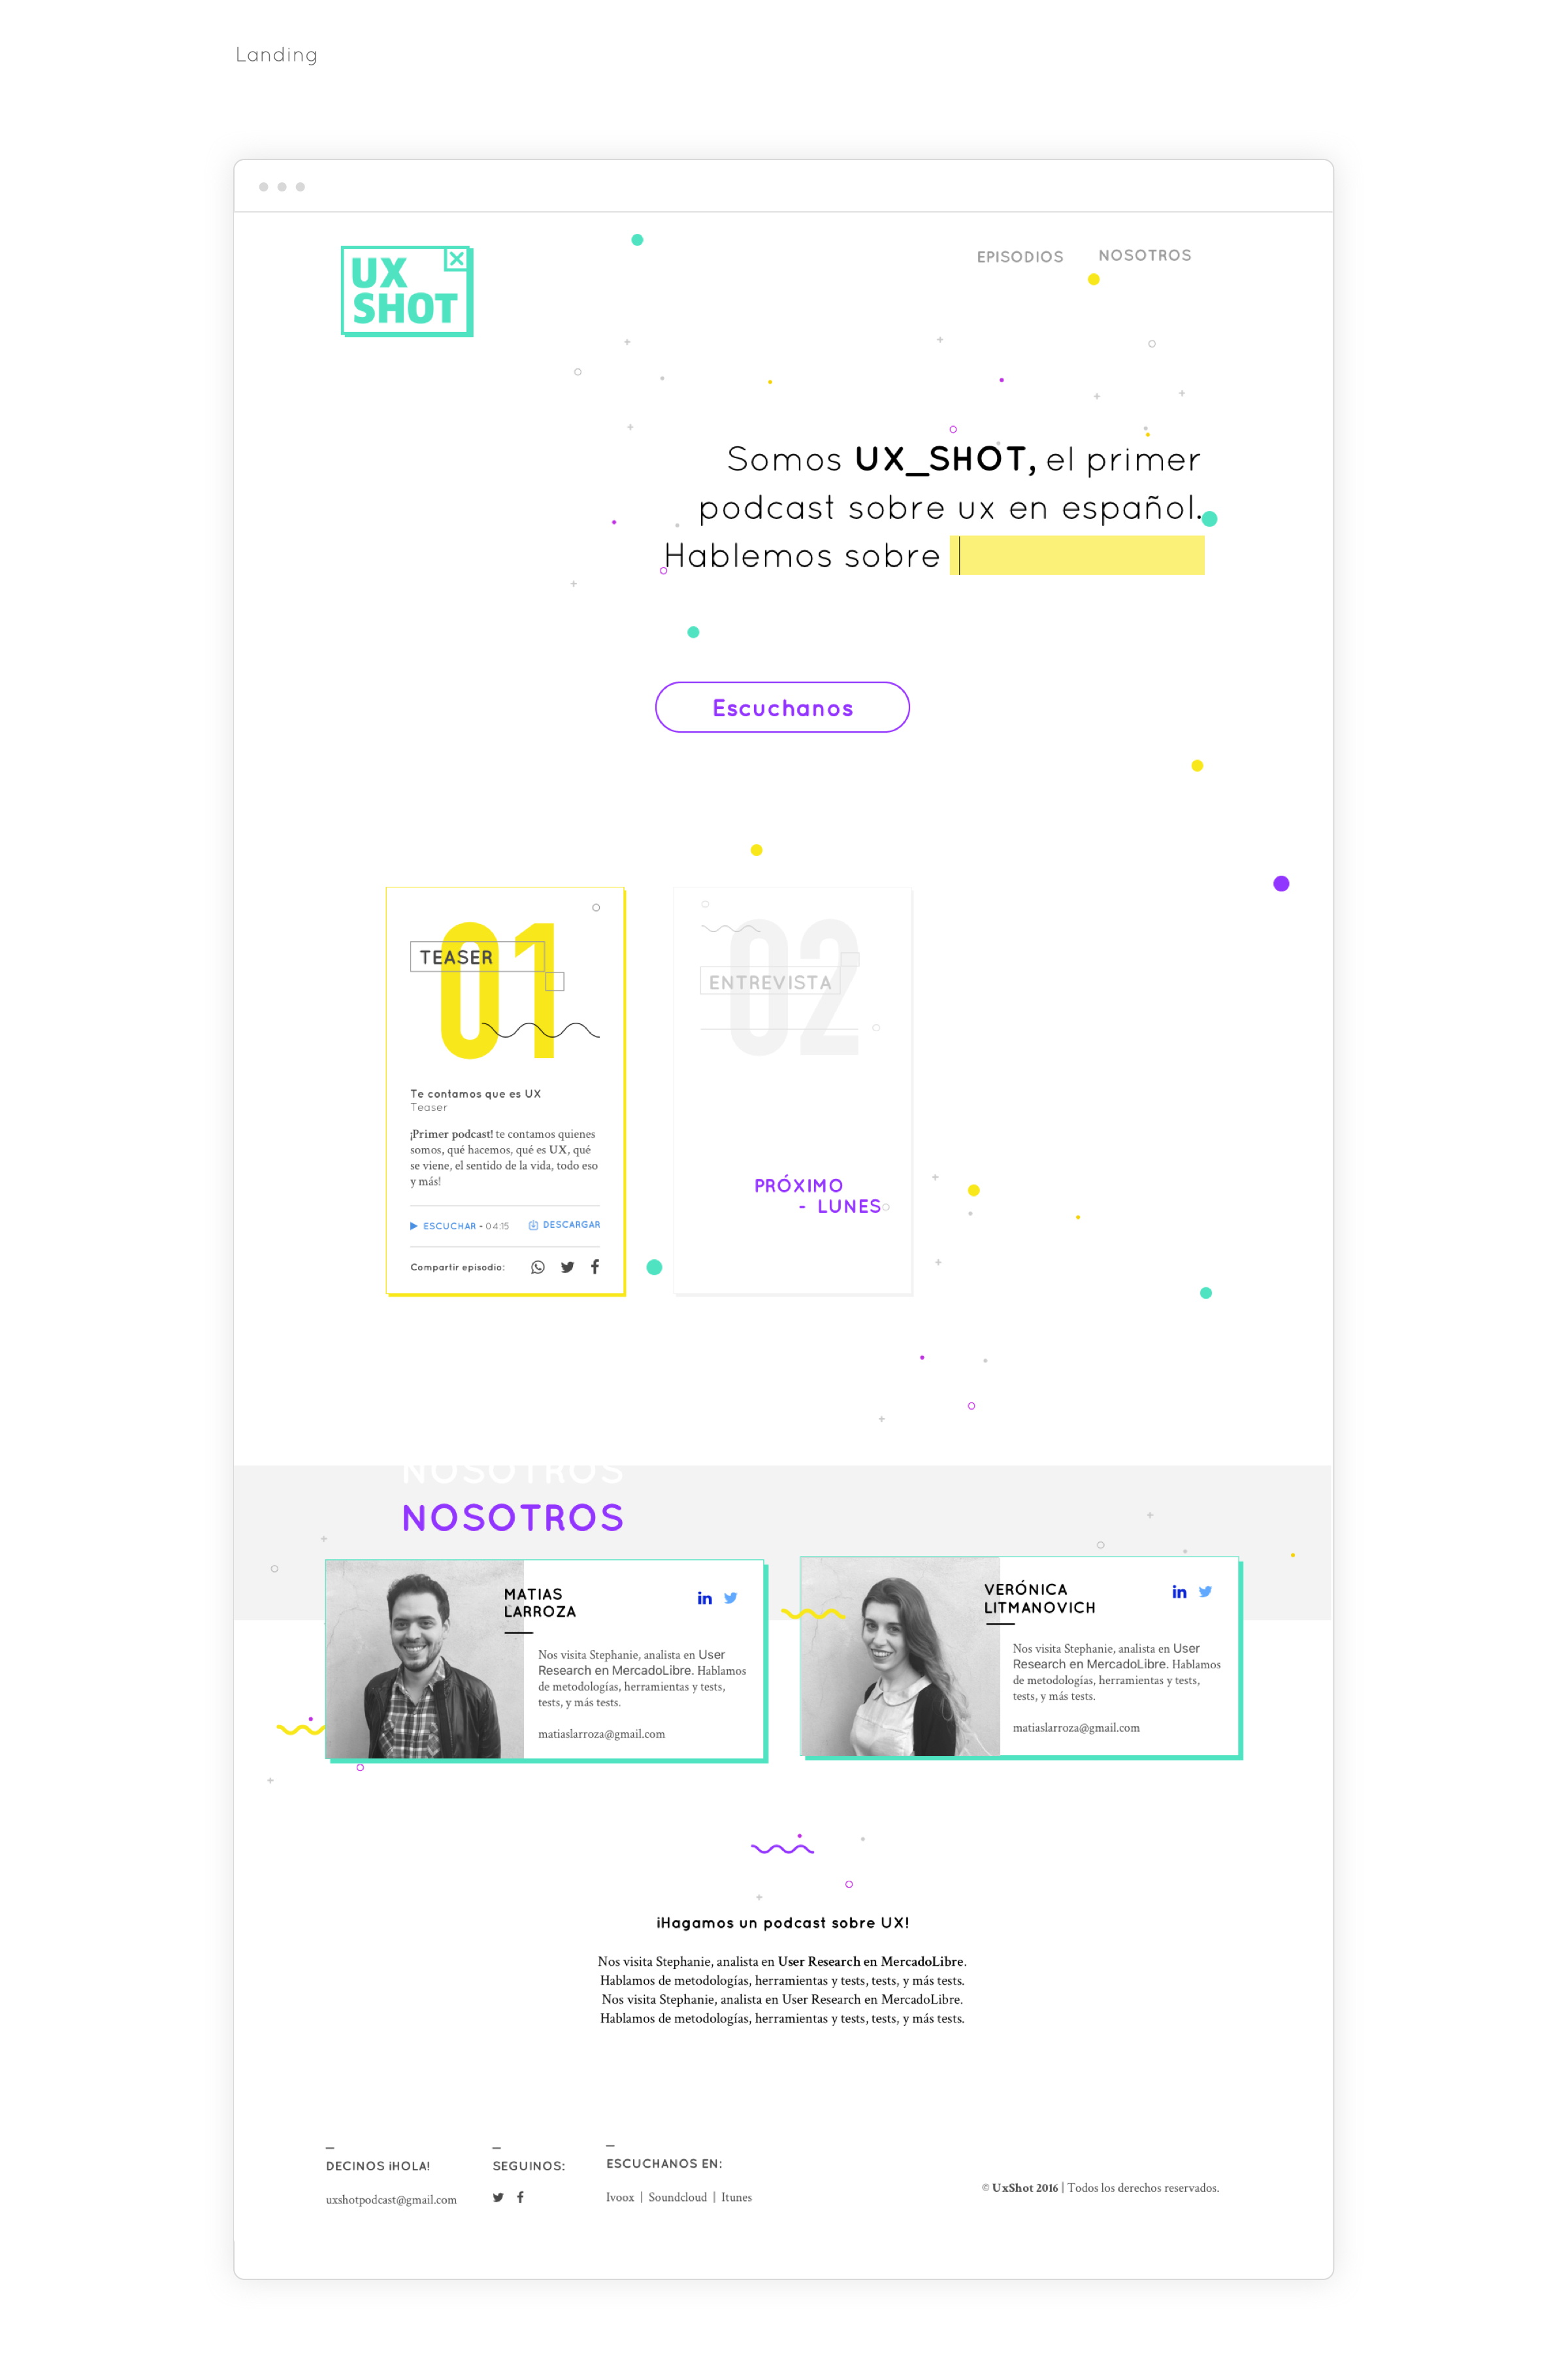 Landing
UX
SHOT
EPISODIOS
NOSOTROS
Somos UX_SHOT, el primer
podcast sobre ux en español.
Hablemos sobre
Escuchanos
01
TEASER
Te contamos que es UX
Teaser
¡Primer podcast! te contamos quienes
somos, qué hacemos, qué es UX, qué
se viene, el sentido de la vida, todo eso
y más!
ESCUCHAR - 04:15
DESCARGAR
Compartir episodio:
02
ENTREVISTA
PRÓXIMO
- LUNES
NOSOTROS
NOSOTROS
MATIAS
LARROZA
in
Nos visita Stephanie, analista en User
Research en MercadoLibre. Hablamos
de metodologías, herramientas y tests,
tests, y más tests.
matiaslarroza@gmail.com
VERÓNICA
LITMANOVICH
in
Nos visita Stephanie, analista en User
Research en MercadoLibre. Hablamos
de metodologías, herramientas y tests,
tests, y más tests.
matiaslarroza@gmail.com
¡Hagamos un podcast sobre UX!
Nos visita Stephanie, analista en User Research en MercadoLibre.
Hablamos de metodologías, herramientas y tests, tests, y más tests.
Nos visita Stephanie, analista en User Research en MercadoLibre.
Hablamos de metodologías, herramientas y tests, tests, y más tests.
DECINOS ¡HOLA!
uxshotpodcast@gmail.com
SEGUINOS:
ESCUCHANOS EN:
Ivoox | Soundcloud | Itunes
© UxShot 2016 | Todos los derechos reservados.